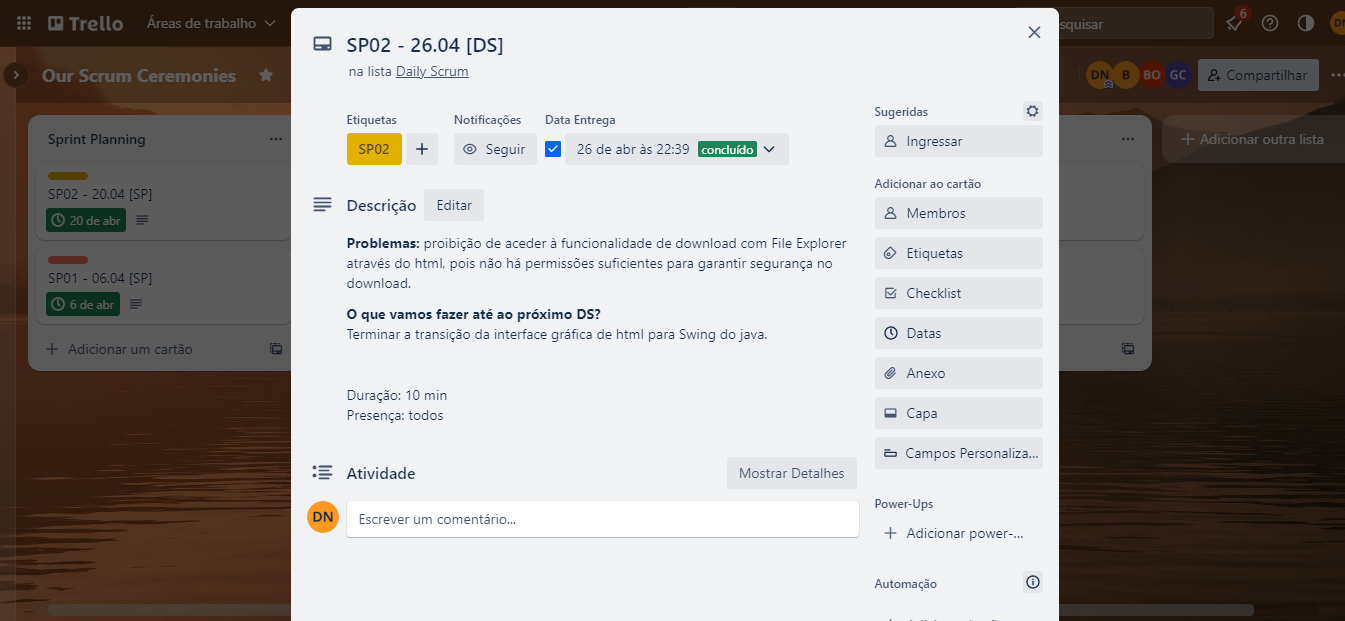 Trello
Áreas de trabalho
squisar
6
DN
Our Scrum Ceremonies
DN
B
BO
GC
Compartilhar
Sprint Planning
SP02 - 20.04 [SP]
20 de abr
SP01 - 06.04 [SP]
6 de abr
Adicionar um cartão
Adicionar outra lista
SP02 - 26.04 [DS]
na lista Daily Scrum
Etiquetas
Notificações
Data Entrega
SP02
Seguir
26 de abr às 22:39 concluído
Descrição
Editar
Problemas: proibição de aceder à funcionalidade de download com File Explorer
através do html, pois não há permissões suficientes para garantir segurança no
download.
O que vamos fazer até ao próximo DS?
Terminar a transição da interface gráfica de html para Swing do java.
Duração: 10 min
Presença: todos
Atividade
Mostrar Detalhes
DN
Escrever um comentário...
Sugeridas
Ingressar
Adicionar ao cartão
Membros
Etiquetas
Checklist
Datas
Anexo
Capa
Campos Personaliza...
Power-Ups
Adicionar power-...
Automação